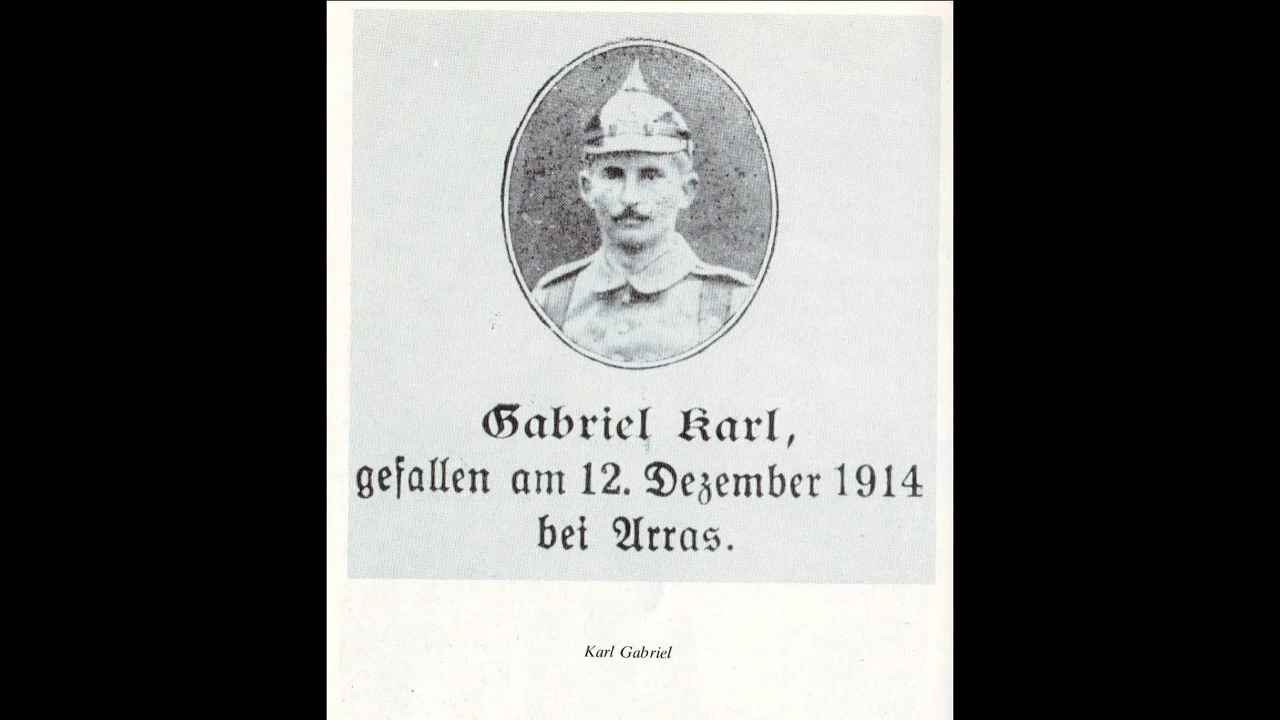 Gabriel Karl,
gefallen am 12. Dezember 1914
bei Arras.
Karl Gabriel